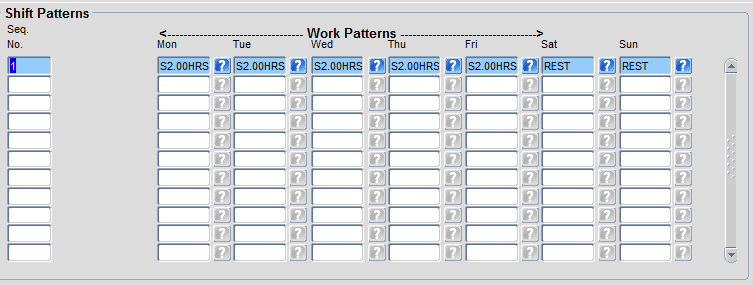 Shift Patterns
Seq.
No.
<-------------------------------- Work Patterns -------------------------------->
Mon Tue Wed Thu Fri Sat Sun
1 S2.00HRS ? S2.00HRS ? S2.00HRS ? S2.00HRS ? S2.00HRS ? REST ? REST ?
? ? ? ? ? ? ?
? ? ? ? ? ? ?
? ? ? ? ? ? ?
? ? ? ? ? ? ?
? ? ? ? ? ? ?
? ? ? ? ? ? ?
? ? ? ? ? ? ?
? ? ? ? ? ? ?
? ? ? ? ? ? ?
? ? ? ? ? ? ?